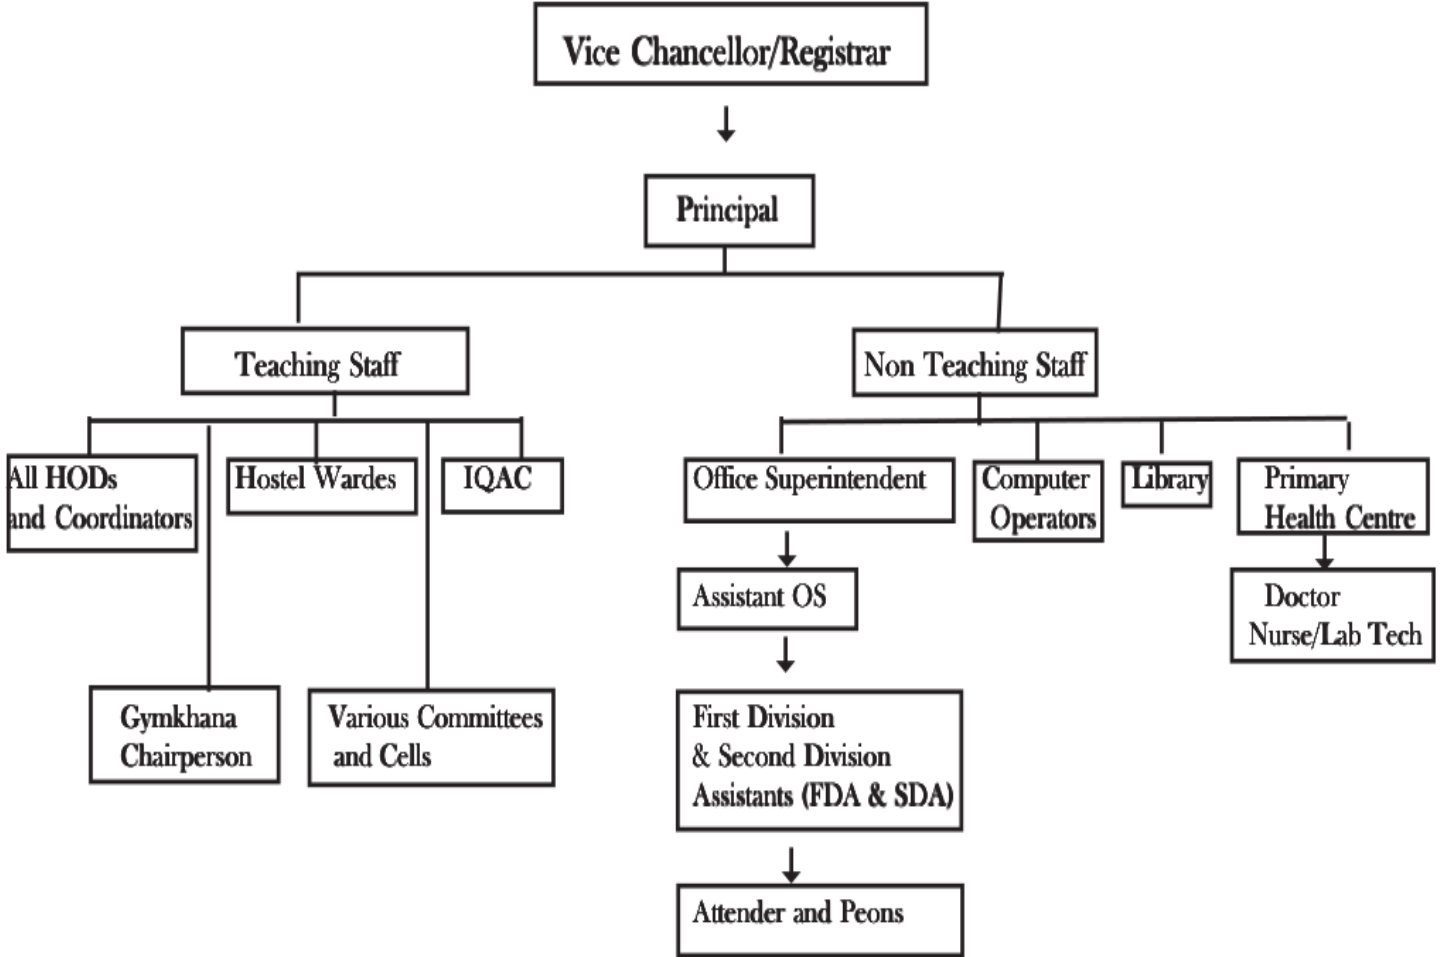 Vice Chancellor/Registrar
Principal
Teaching Staff
Non Teaching Staff
All HODs
and Coordinators
Hostel Wardes
IQAC
Office Superintendent
Computer
Operators
Library
Primary
Health Centre
Assistant OS
Doctor
Nurse/Lab Tech
Gymkhana
Chairperson
Various Committees
and Cells
First Division
& Second Division
Assistants (FDA & SDA)
Attender and Peons